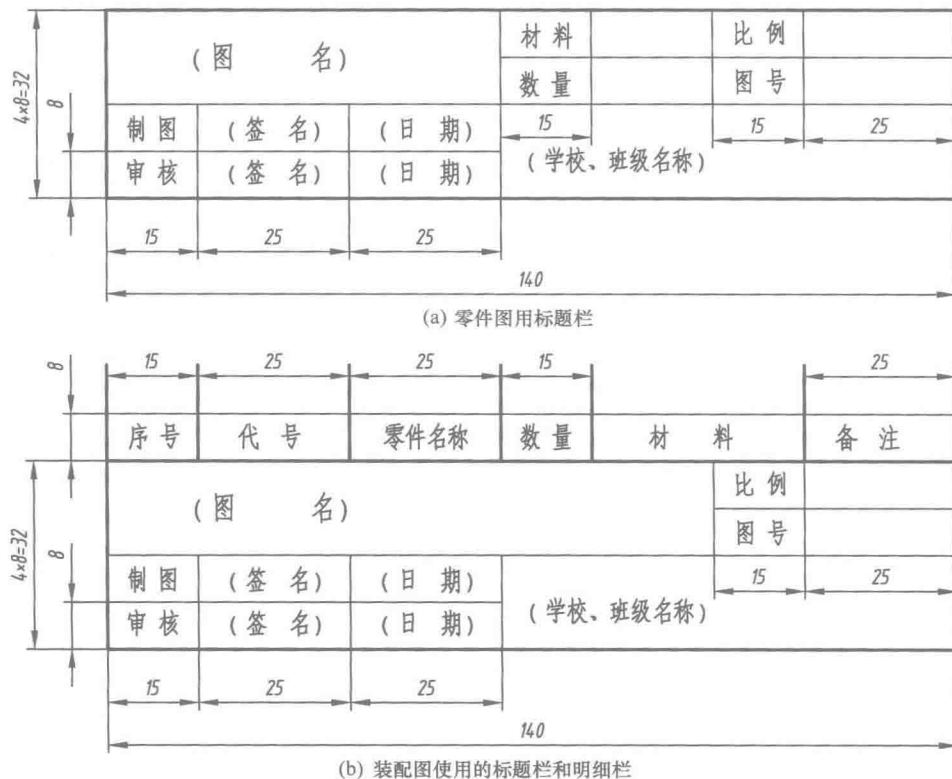 材料 比例
(图 名)
数量 图号
4×8=32
8
制图 (签 名) (日 期) 15 15 25
(学校、班级名称)
审核 (签 名) (日 期)
15 25 25
140
(a) 零件图用标题栏
8 15 25 25 15 25
序号 代号 零件名称 数量 材 料 备注
比例
(图 名)
图号
4×8=32
8
制图 (签 名) (日 期) 15 25
(学校、班级名称)
审核 (签 名) (日 期)
15 25 25
140
(b) 装配图使用的标题栏和明细栏